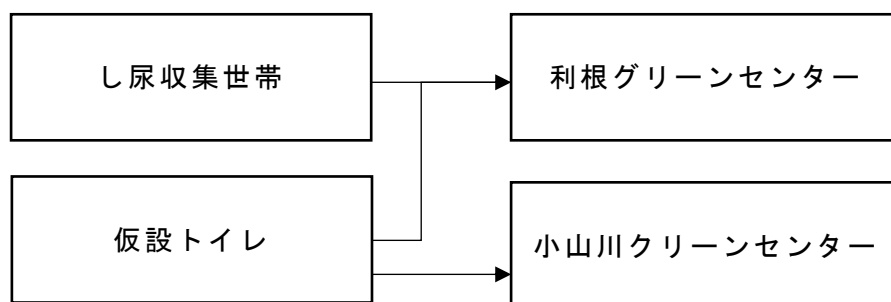 し尿収集世帯
利根グリーンセンター
仮設トイレ
小山川クリーンセンター